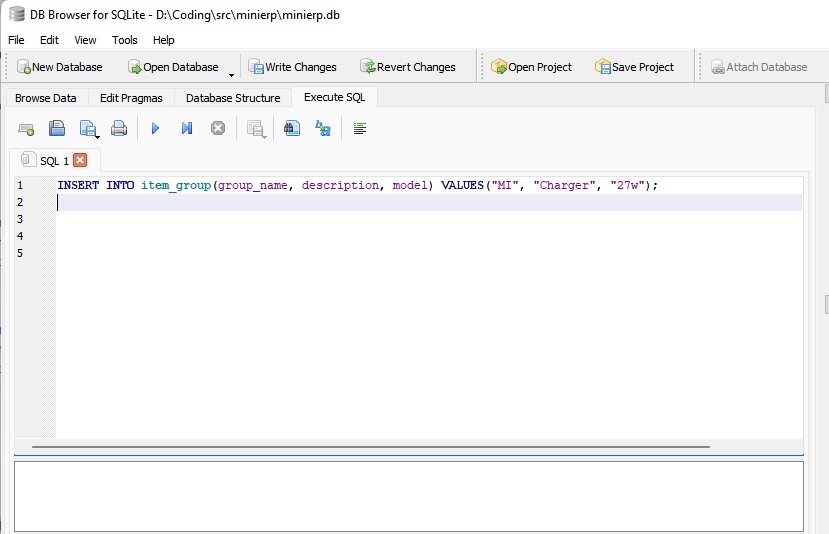 DB Browser for SQLite - D:\Coding\src\minierp\minierp.db
File Edit View Tools Help
New Database Open Database Write Changes Revert Changes Open Project Save Project Attach Database
Browse Data Edit Pragmas Database Structure Execute SQL
SQL 1
1 INSERT INTO item_group(group_name, description, model) VALUES("MI", "Charger", "27w");
2
3
4
5